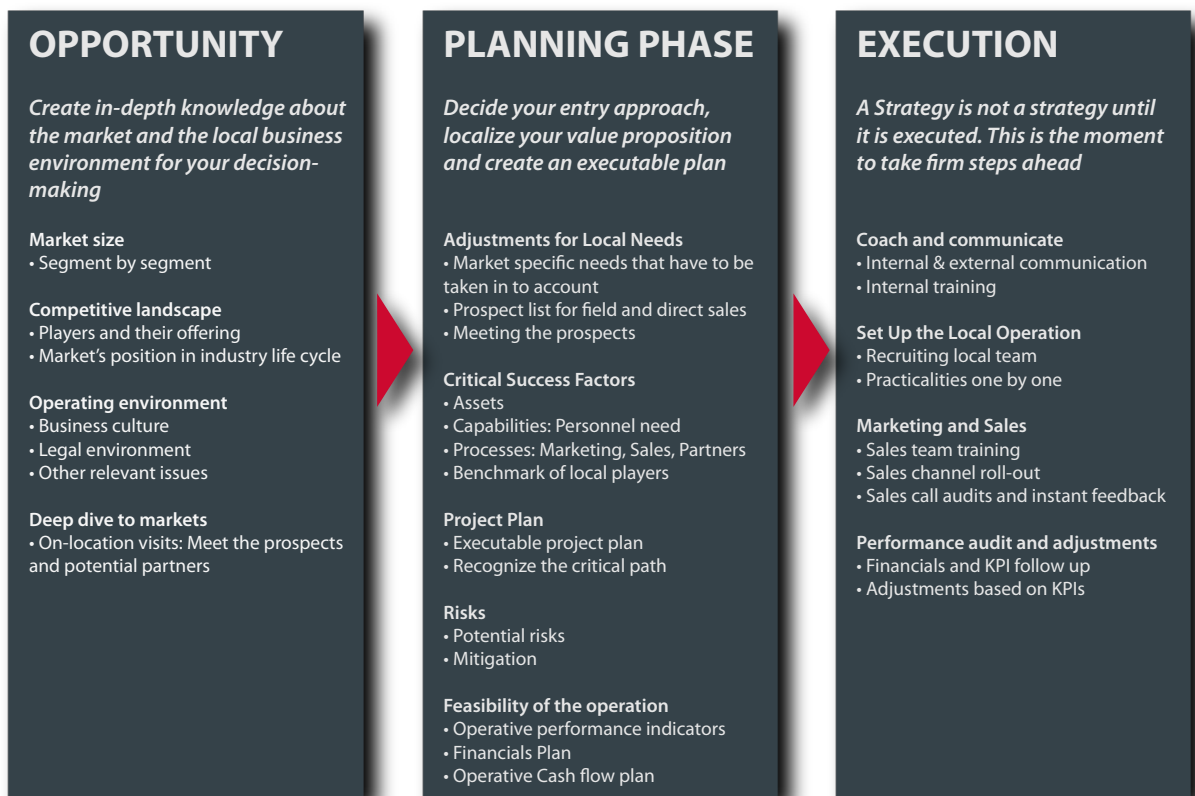 OPPORTUNITY
Create in-depth knowledge about
the market and the local business
environment for your decision-
making
Market size
• Segment by segment
Competitive landscape
• Players and their offering
• Market's position in industry life cycle
Operating environment
• Business culture
• Legal environment
• Other relevant issues
Deep dive to markets
• On-location visits: Meet the prospects
and potential partners
PLANNING PHASE
Decide your entry approach,
localize your value proposition
and create an executable plan
Adjustments for Local Needs
• Market specific needs that have to be
taken in to account
• Prospect list for field and direct sales
• Meeting the prospects
Critical Success Factors
• Assets
• Capabilities: Personnel need
• Processes: Marketing, Sales, Partners
• Benchmark of local players
Project Plan
• Executable project plan
• Recognize the critical path
Risks
• Potential risks
• Mitigation
Feasibility of the operation
• Operative performance indicators
• Financials Plan
• Operative Cash flow plan
EXECUTION
A Strategy is not a strategy until
it is executed. This is the moment
to take firm steps ahead
Coach and communicate
• Internal & external communication
• Internal training
Set Up the Local Operation
• Recruiting local team
• Practicalities one by one
Marketing and Sales
• Sales team training
• Sales channel roll-out
• Sales call audits and instant feedback
Performance audit and adjustments
• Financials and KPI follow up
• Adjustments based on KPIs